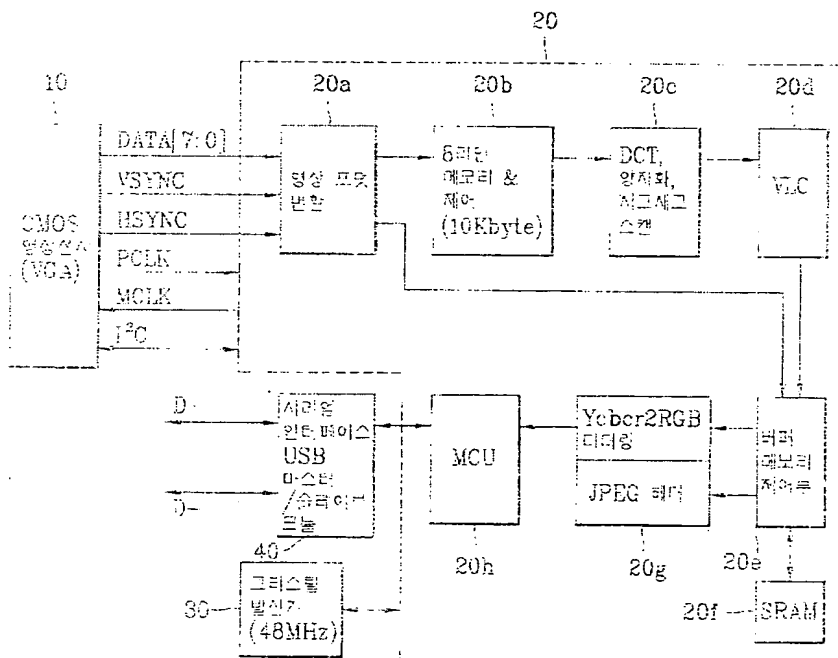 20
10
20a
20b
20c
20d
DATA[7:0]
VSYNC
HSYNC
PCLK
MCLK
I²C
CMOS
영상센서
(VGA)
영상 포맷
변환
8라인
메모리 &
제어
(10Kbyte)
DCT,
양자화,
지그재그
스캔
VLC
D
D-
시리얼
인터페이스
USB
마스터
/슬레이브
모듈
MCU
Ycbcr2RGB
디더링
JPEG 헤더
버퍼
메모리
제어부
40
20h
20g
20e
30
크리스탈
발진기
(48MHz)
20f
SRAM